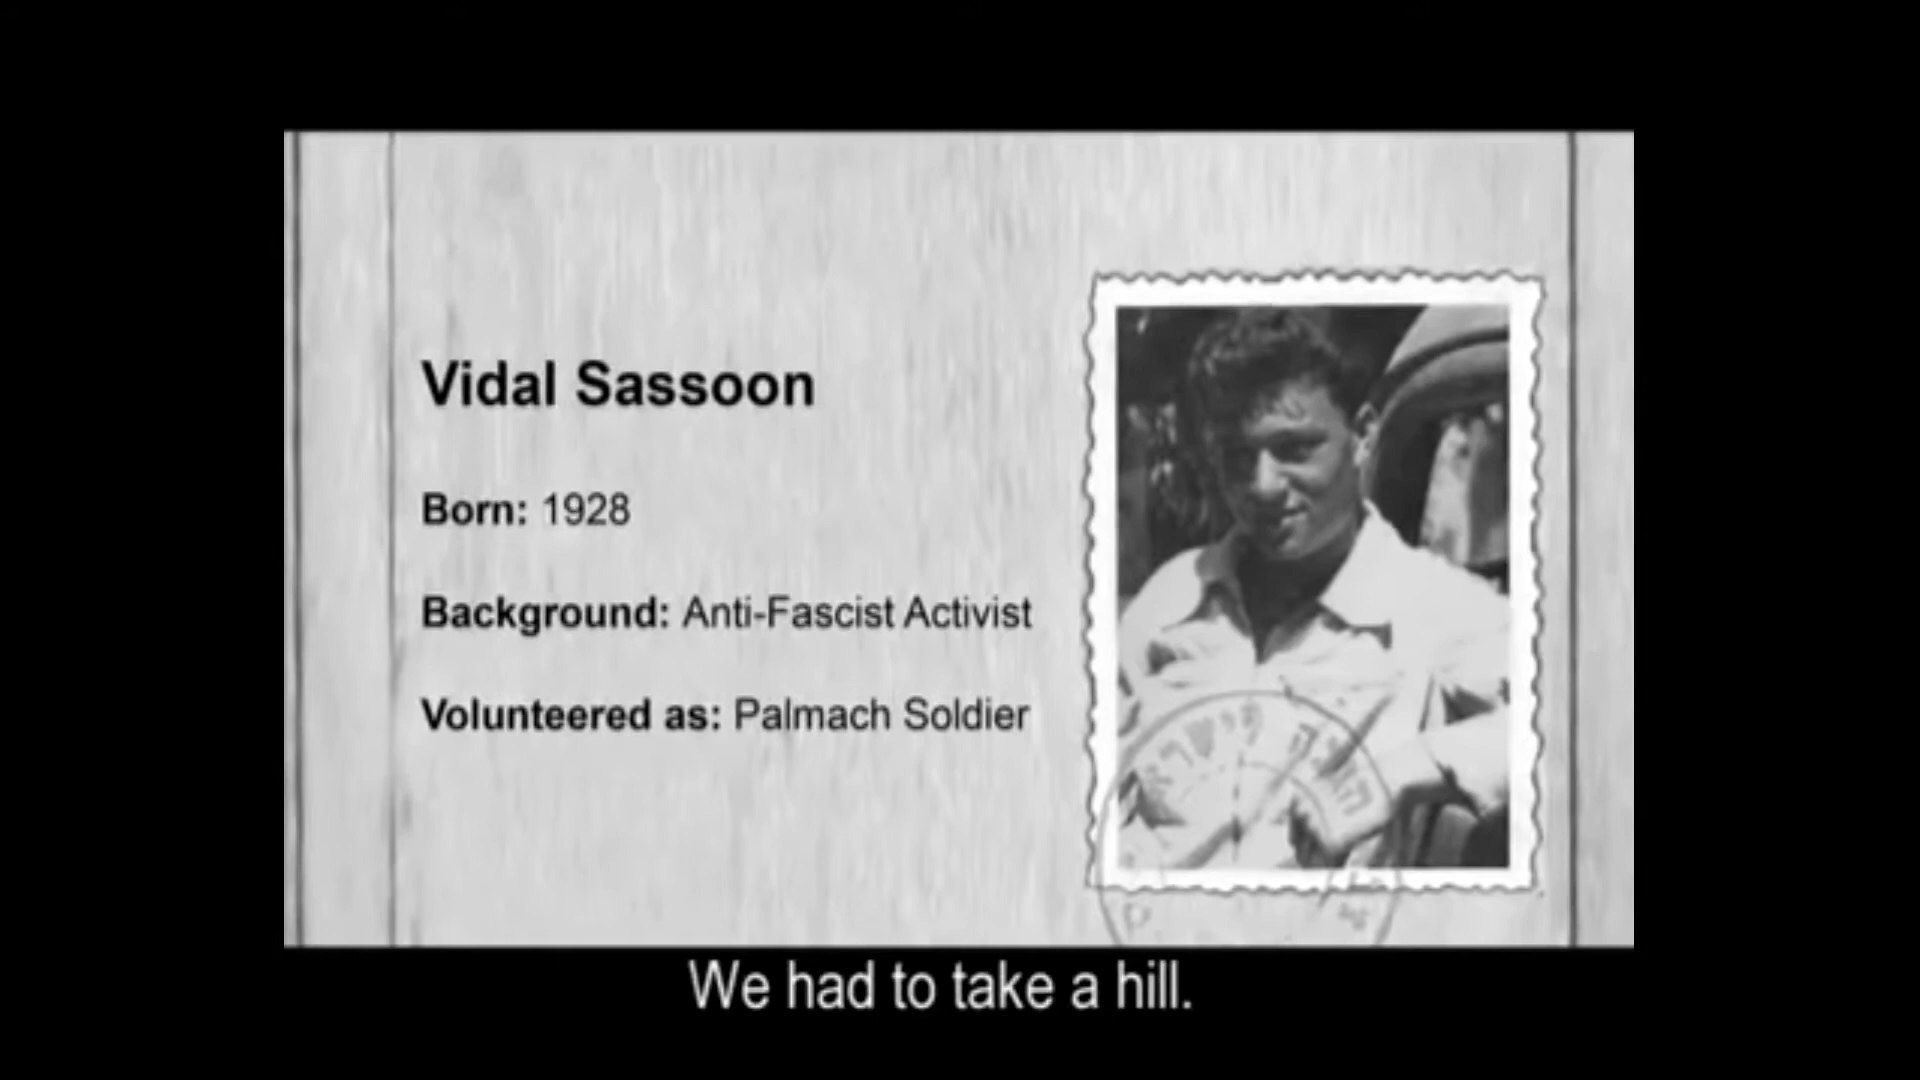 Vidal Sassoon
Born: 1928
Background: Anti-Fascist Activist
Volunteered as: Palmach Soldier
We had to take a hill.